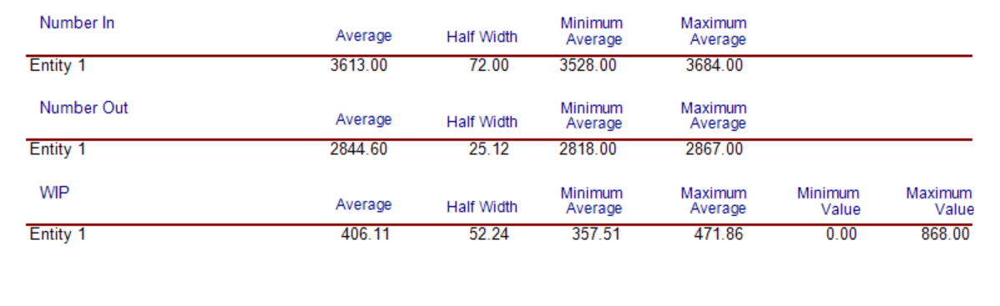 Number In Average Half Width Minimum Average Maximum Average
Entity 1 3613.00 72.00 3528.00 3684.00
Number Out Average Half Width Minimum Average Maximum Average
Entity 1 2844.60 25.12 2818.00 2867.00
WIP Average Half Width Minimum Average Maximum Average Minimum Value Maximum Value
Entity 1 406.11 52.24 357.51 471.86 0.00 868.00